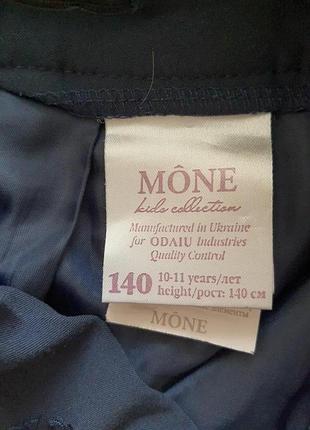 MÔNE
kids collection
Manufactured in Ukraine
for ODAIU Industries
Quality Control
140 10-11 years/лет
height/рост: 140 см
MÔNE